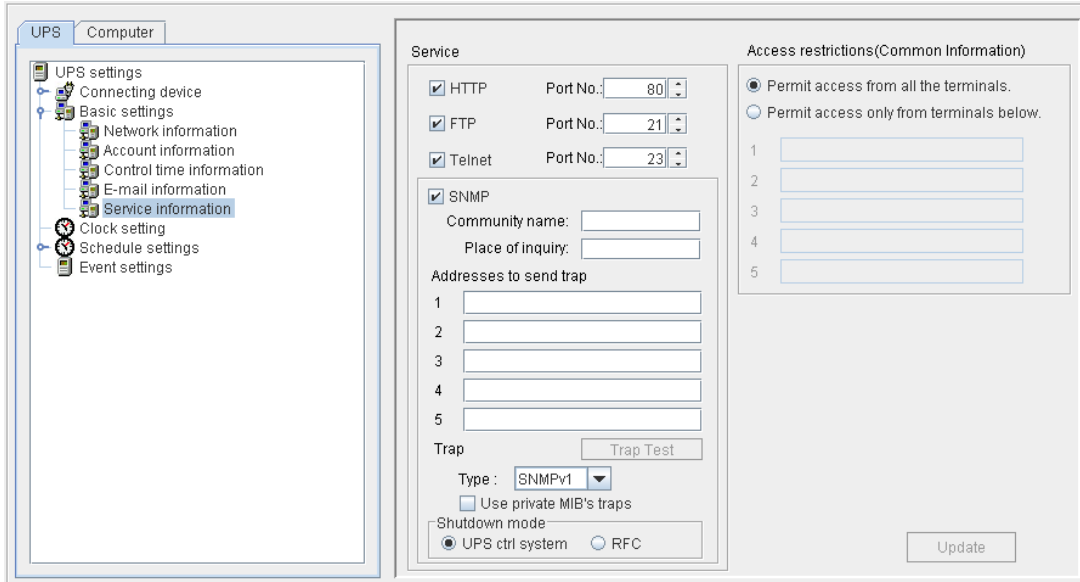 UPS
Computer
UPS settings
Connecting device
Basic settings
Network information
Account information
Control time information
E-mail information
Service information
Clock setting
Schedule settings
Event settings
Service
HTTP Port No.: 80
FTP Port No.: 21
Telnet Port No.: 23
SNMP
Community name:
Place of inquiry:
Addresses to send trap
1
2
3
4
5
Trap Trap Test
Type : SNMPv1
Use private MIB's traps
Shutdown mode
UPS ctrl system RFC
Access restrictions(Common Information)
Permit access from all the terminals.
Permit access only from terminals below.
1
2
3
4
5
Update